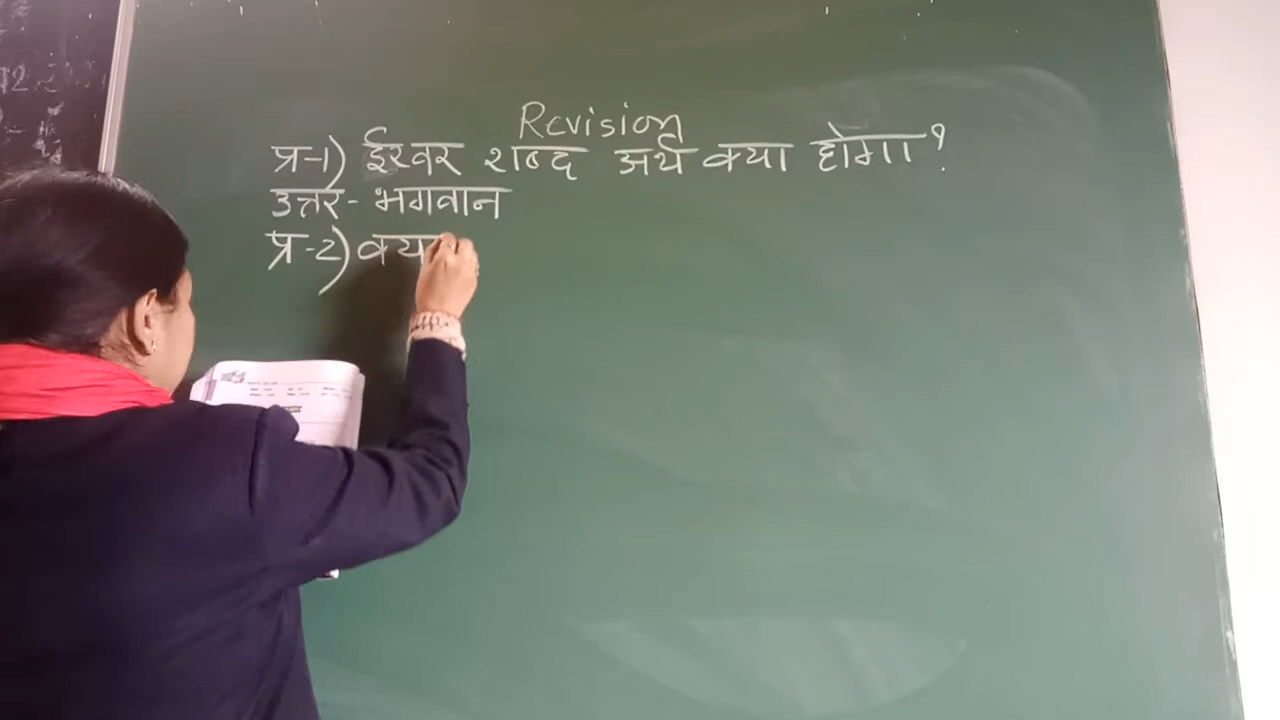 Revision
प्र-1) ईश्वर शब्द अर्थ क्या होगा?
उत्तर- भगवान
प्र-2) क्य